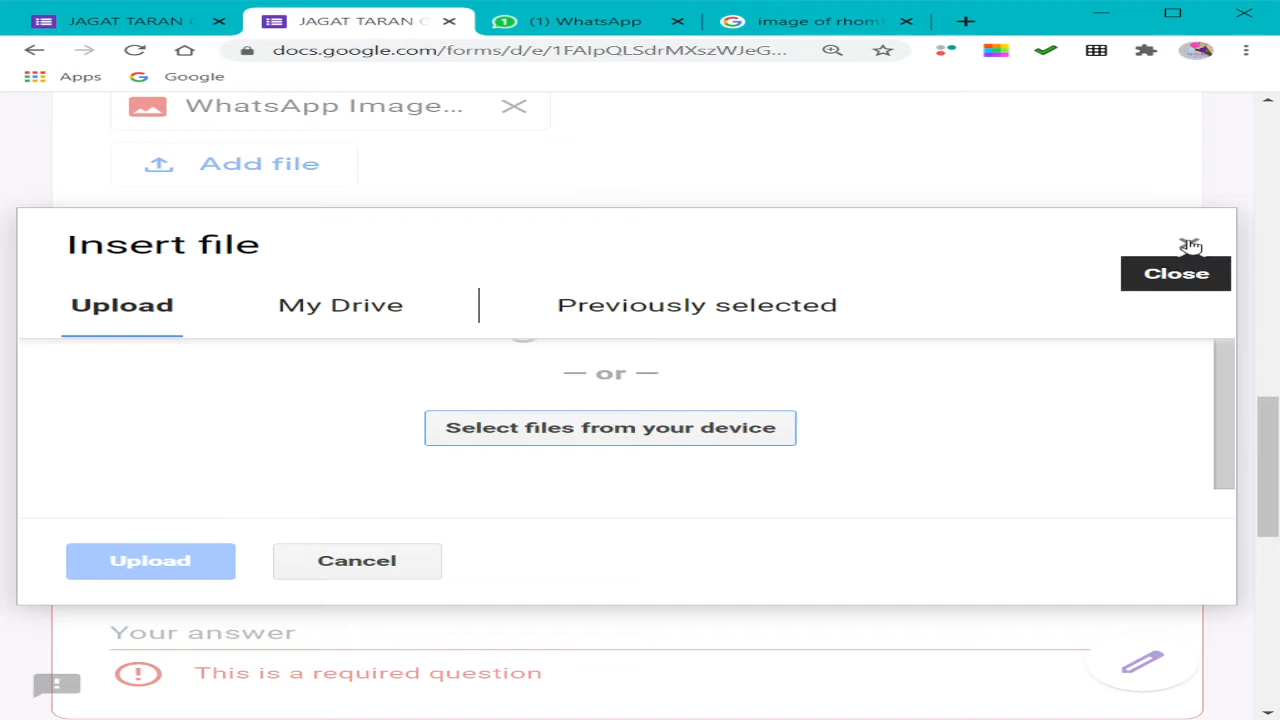 JAGAT TARAN
JAGAT TARAN
(1) WhatsApp
image of rhom
docs.google.com/forms/d/e/1FAIpQLSdrMXszWJeG...
Apps
Google
WhatsApp Image...
Add file
Insert file
Close
Upload
My Drive
Previously selected
— or —
Select files from your device
Upload
Cancel
Your answer
This is a required question